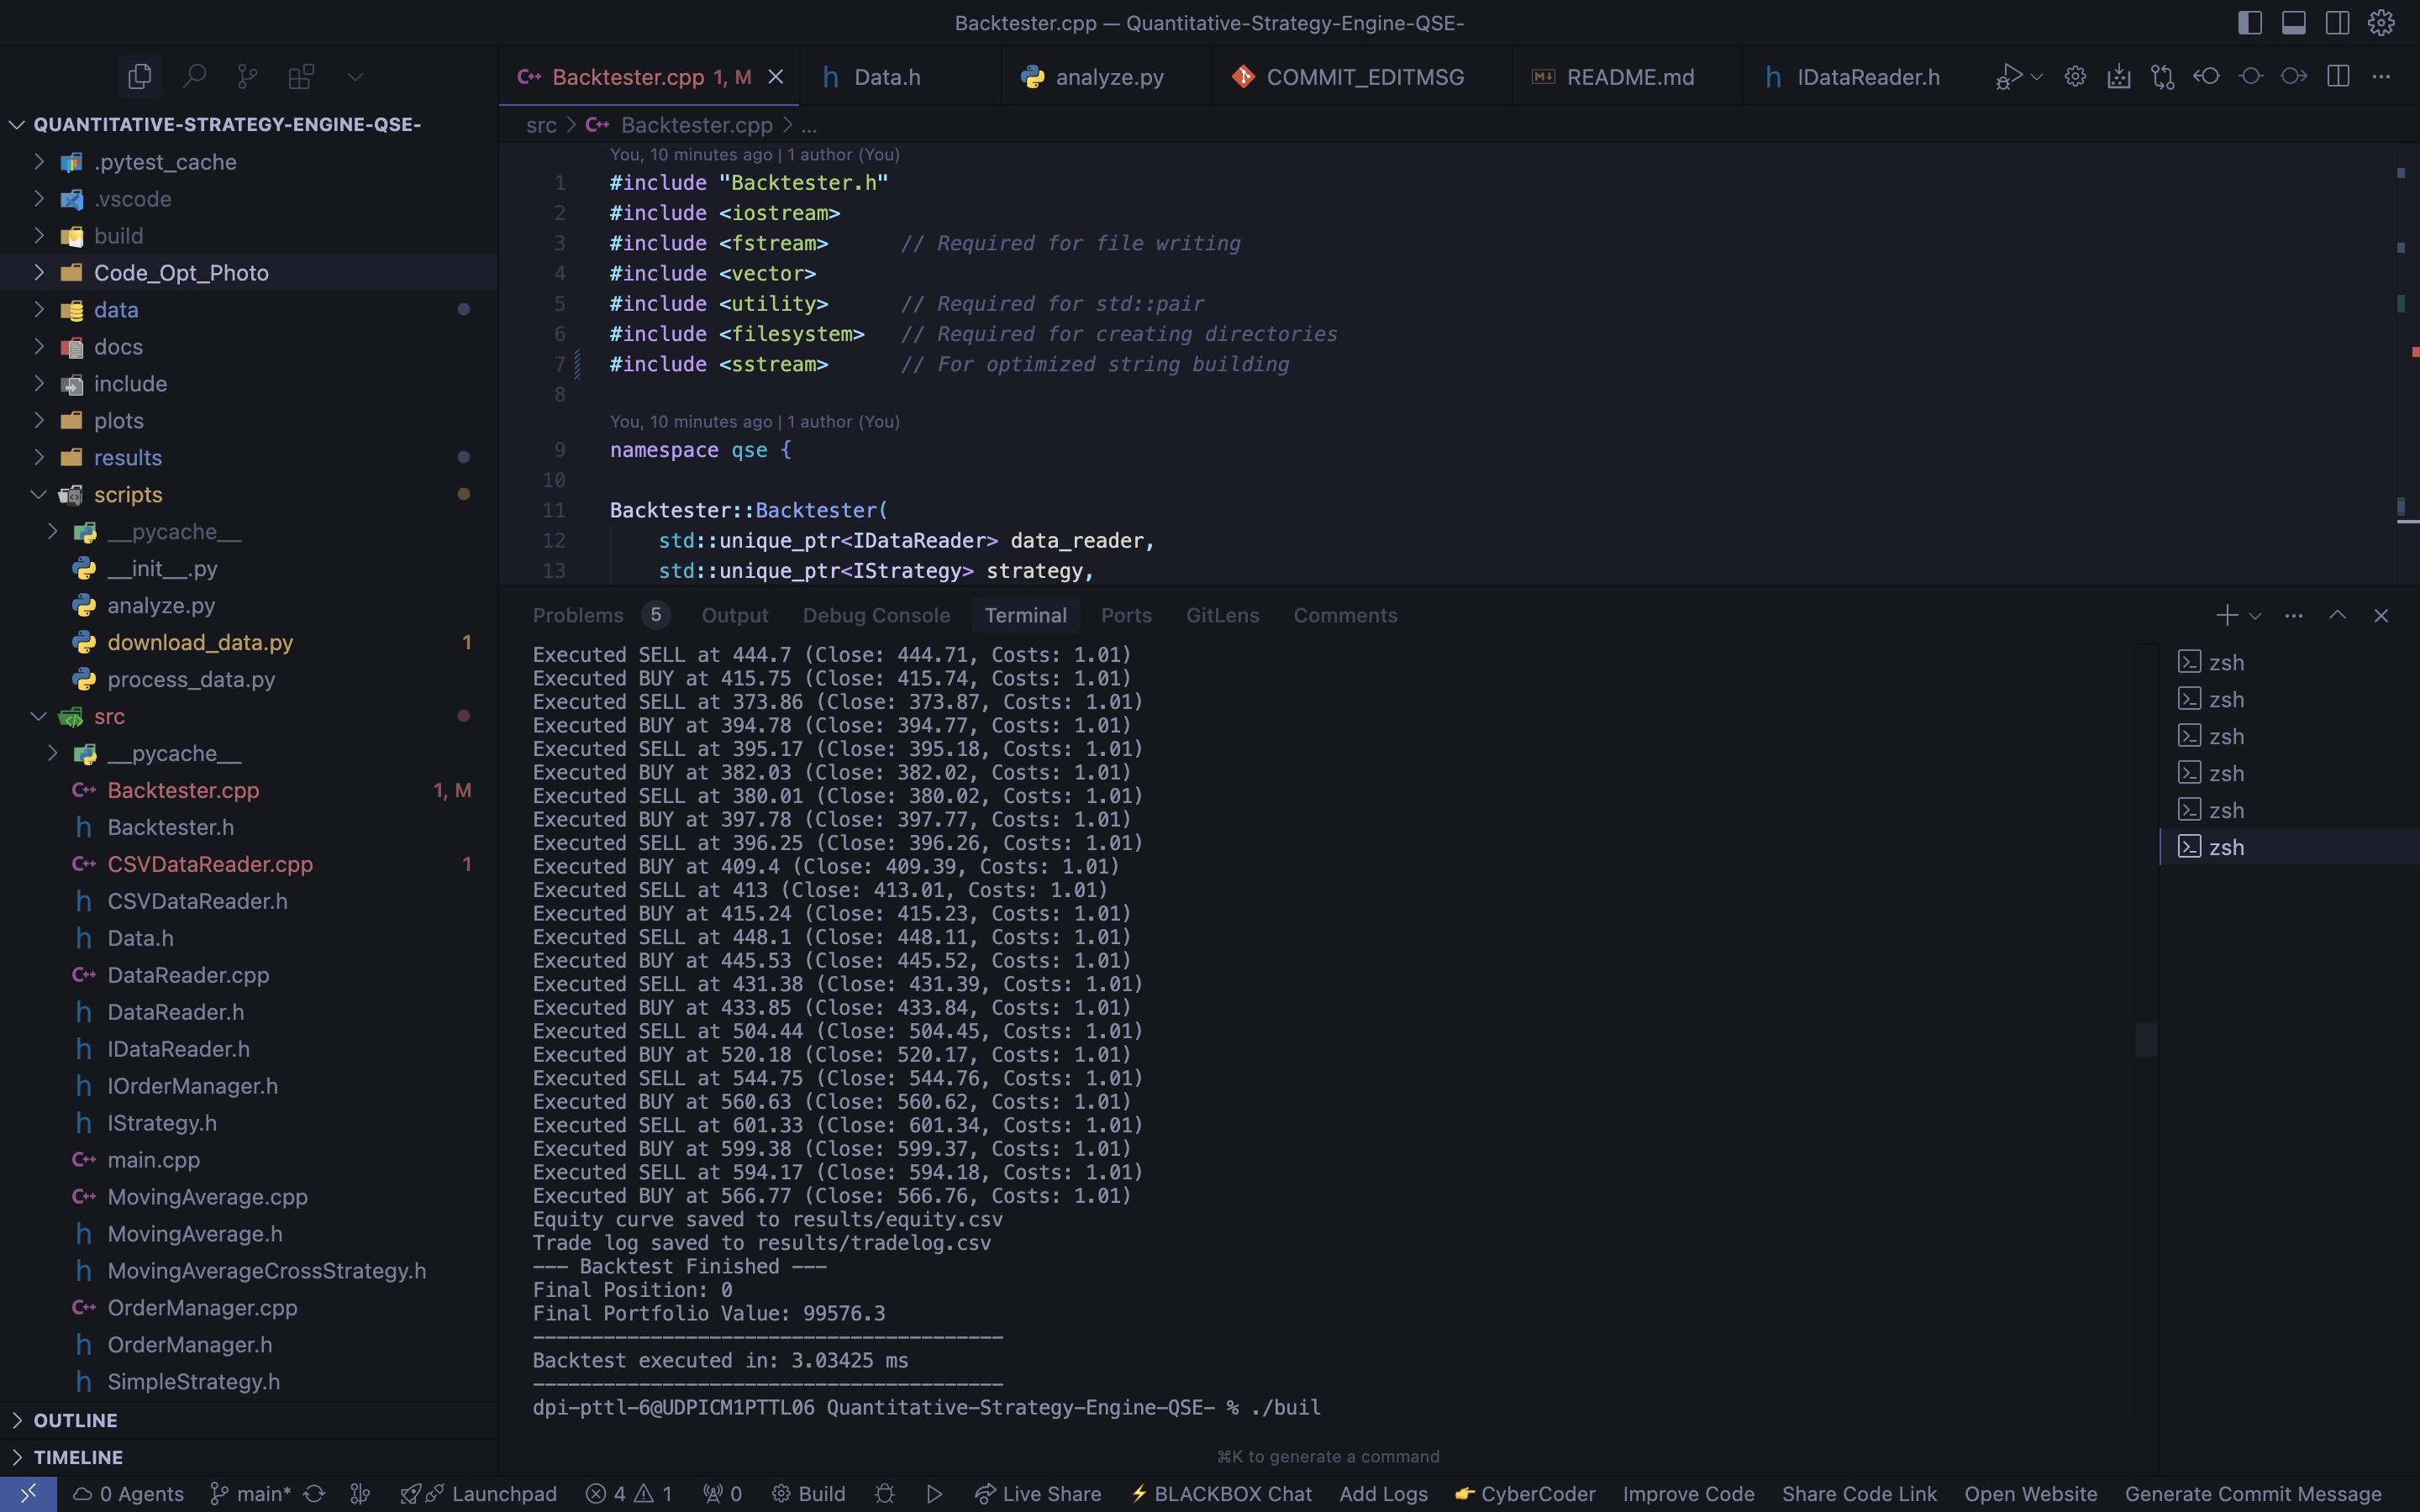 Backtester.cpp — Quantitative-Strategy-Engine-QSE-
QUANTITATIVE-STRATEGY-ENGINE-QSE-
.pytest_cache
.vscode
build
Code_Opt_Photo
data
docs
include
plots
results
scripts
__pycache__
__init__.py
analyze.py
download_data.py 1
process_data.py
src
__pycache__
Backtester.cpp 1, M
Backtester.h
CSVDataReader.cpp 1
CSVDataReader.h
Data.h
DataReader.cpp
DataReader.h
IDataReader.h
IOrderManager.h
IStrategy.h
main.cpp
MovingAverage.cpp
MovingAverage.h
MovingAverageCrossStrategy.h
OrderManager.cpp
OrderManager.h
SimpleStrategy.h
OUTLINE
TIMELINE
Backtester.cpp 1, M Data.h analyze.py COMMIT_EDITMSG README.md IDataReader.h
src > Backtester.cpp > ...
You, 10 minutes ago | 1 author (You)
1 #include "Backtester.h"
2 #include <iostream>
3 #include <fstream> // Required for file writing
4 #include <vector>
5 #include <utility> // Required for std::pair
6 #include <filesystem> // Required for creating directories
7 #include <sstream> // For optimized string building
8
You, 10 minutes ago | 1 author (You)
9 namespace qse {
10
11 Backtester::Backtester(
12 std::unique_ptr<IDataReader> data_reader,
13 std::unique_ptr<IStrategy> strategy,
Problems 5 Output Debug Console Terminal Ports GitLens Comments
Executed SELL at 444.7 (Close: 444.71, Costs: 1.01)
Executed BUY at 415.75 (Close: 415.74, Costs: 1.01)
Executed SELL at 373.86 (Close: 373.87, Costs: 1.01)
Executed BUY at 394.78 (Close: 394.77, Costs: 1.01)
Executed SELL at 395.17 (Close: 395.18, Costs: 1.01)
Executed BUY at 382.03 (Close: 382.02, Costs: 1.01)
Executed SELL at 380.01 (Close: 380.02, Costs: 1.01)
Executed BUY at 397.78 (Close: 397.77, Costs: 1.01)
Executed SELL at 396.25 (Close: 396.26, Costs: 1.01)
Executed BUY at 409.4 (Close: 409.39, Costs: 1.01)
Executed SELL at 413 (Close: 413.01, Costs: 1.01)
Executed BUY at 415.24 (Close: 415.23, Costs: 1.01)
Executed SELL at 448.1 (Close: 448.11, Costs: 1.01)
Executed BUY at 445.53 (Close: 445.52, Costs: 1.01)
Executed SELL at 431.38 (Close: 431.39, Costs: 1.01)
Executed BUY at 433.85 (Close: 433.84, Costs: 1.01)
Executed SELL at 504.44 (Close: 504.45, Costs: 1.01)
Executed BUY at 520.18 (Close: 520.17, Costs: 1.01)
Executed SELL at 544.75 (Close: 544.76, Costs: 1.01)
Executed BUY at 560.63 (Close: 560.62, Costs: 1.01)
Executed SELL at 601.33 (Close: 601.34, Costs: 1.01)
Executed BUY at 599.38 (Close: 599.37, Costs: 1.01)
Executed SELL at 594.17 (Close: 594.18, Costs: 1.01)
Executed BUY at 566.77 (Close: 566.76, Costs: 1.01)
Equity curve saved to results/equity.csv
Trade log saved to results/tradelog.csv
--- Backtest Finished ---
Final Position: 0
Final Portfolio Value: 99576.3
----------------------------------------
Backtest executed in: 3.03425 ms
----------------------------------------
dpi-pttl-6@UDPICM1PTTL06 Quantitative-Strategy-Engine-QSE- % ./buil
⌘K to generate a command
zsh
zsh
zsh
zsh
zsh
zsh
0 Agents main* Launchpad 4 1 0 Build Live Share ⚡ BLACKBOX Chat Add Logs 👉 CyberCoder Improve Code Share Code Link Open Website Generate Commit Message